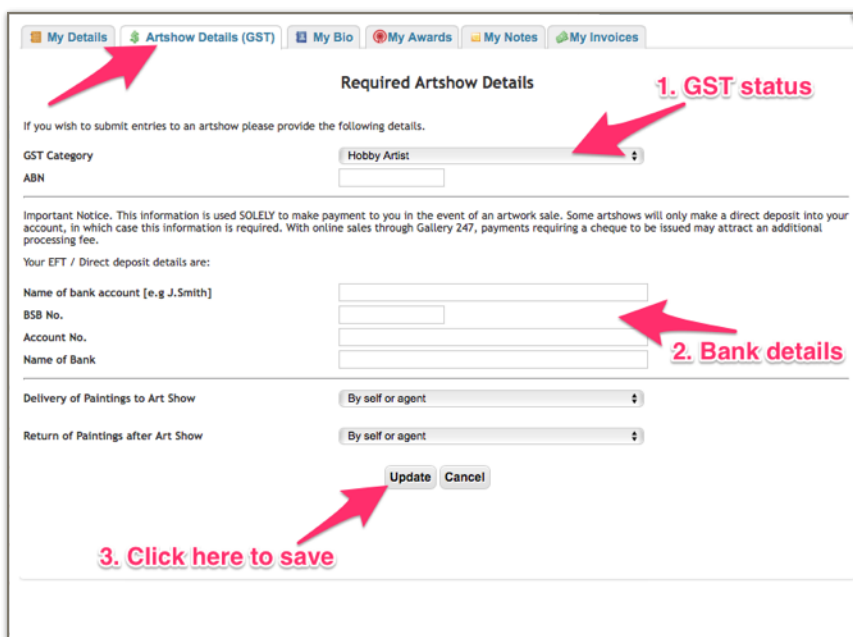 My Details
Artshow Details (GST)
My Bio
My Awards
My Notes
My Invoices
Required Artshow Details
1. GST status
If you wish to submit entries to an artshow please provide the following details.
GST Category
Hobby Artist
ABN
Important Notice. This information is used SOLELY to make payment to you in the event of an artwork sale. Some artshows will only make a direct deposit into your
account, in which case this information is required. With online sales through Gallery 247, payments requiring a cheque to be issued may attract an additional
processing fee.
Your EFT / Direct deposit details are:
Name of bank account [e.g J.Smith]
BSB No.
Account No.
2. Bank details
Name of Bank
Delivery of Paintings to Art Show
By self or agent
Return of Paintings after Art Show
By self or agent
Update
Cancel
3. Click here to save